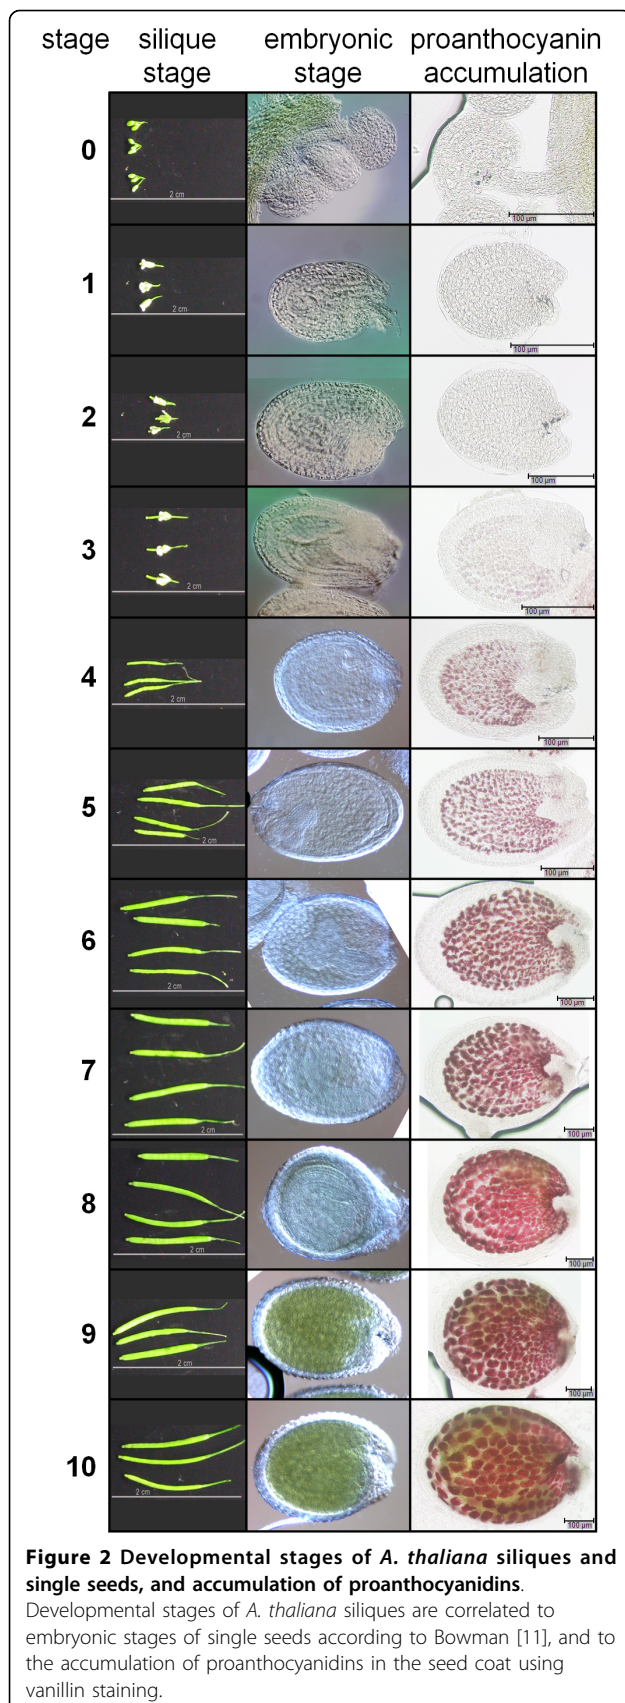 stage silique embryonic proanthocyanin
stage stage accumulation
0
2 cm
100 µm
1
2 cm
100 µm
2
2 cm
100 µm
3
2 cm
100 µm
4
2 cm
100 µm
5
2 cm
100 µm
6
2 cm
100 µm
7
2 cm
100 µm
8
2 cm
100 µm
9
2 cm
100 µm
10
2 cm
100 µm
Figure 2 Developmental stages of A. thaliana siliques and
single seeds, and accumulation of proanthocyanidins.
Developmental stages of A. thaliana siliques are correlated to
embryonic stages of single seeds according to Bowman [11], and to
the accumulation of proanthocyanidins in the seed coat using
vanillin staining.